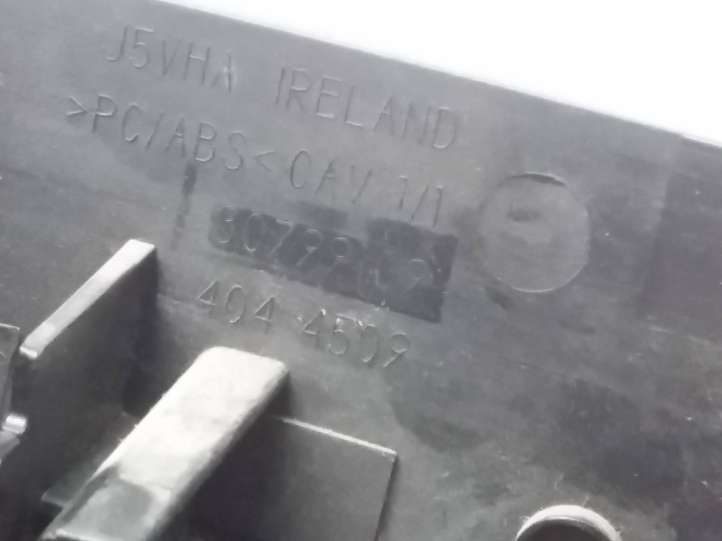 J5VHA IRELAND
>PC/ABS< CAV 1/1
404 4509